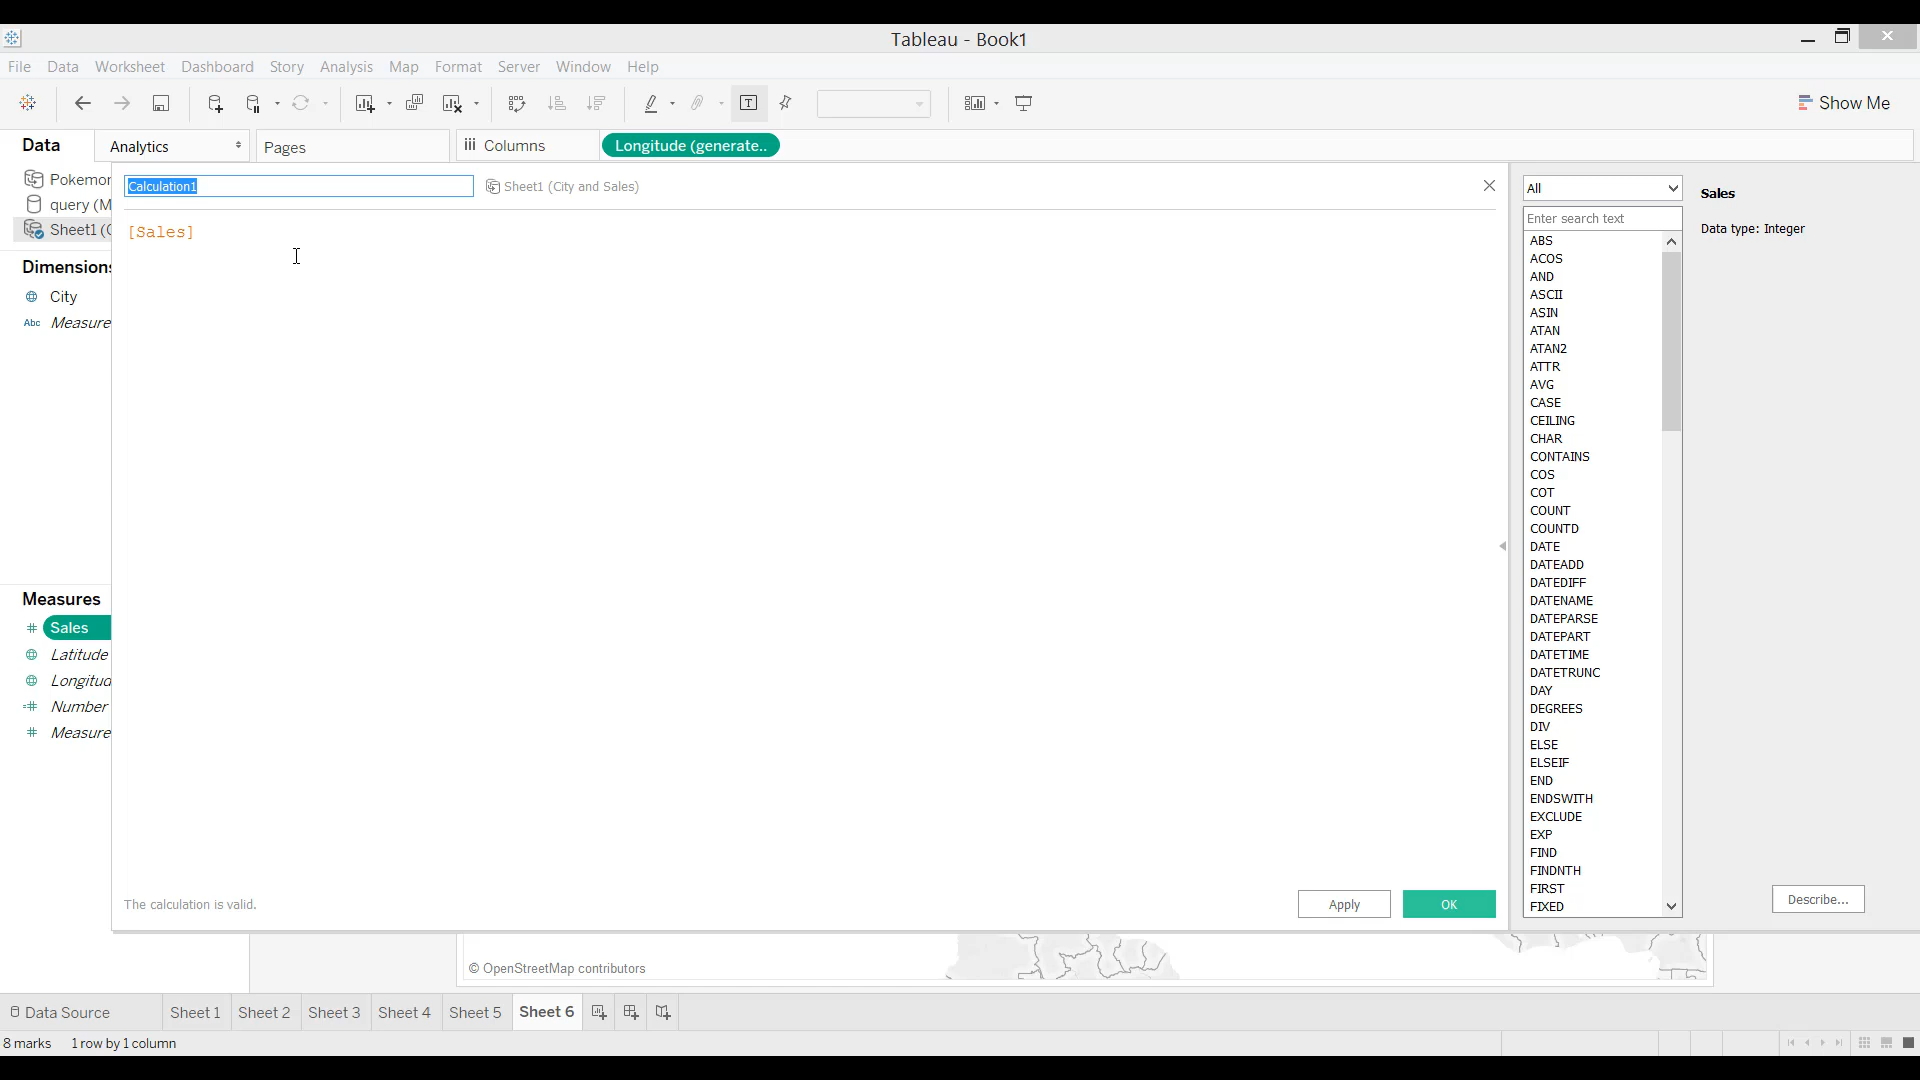 Tableau - Book1
File Data Worksheet Dashboard Story Analysis Map Format Server Window Help
Show Me
Data Analytics Pages Columns Longitude (generate..
Pokemon
query (M
Sheet1 (C
Dimensions
City
Abc Measure
Measures
Sales
Latitude
Longitud
Number
Measure
Calculation1 Sheet1 (City and Sales)
[Sales]
The calculation is valid.
Apply OK
All
Enter search text
ABS
ACOS
AND
ASCII
ASIN
ATAN
ATAN2
ATTR
AVG
CASE
CEILING
CHAR
CONTAINS
COS
COT
COUNT
COUNTD
DATE
DATEADD
DATEDIFF
DATENAME
DATEPARSE
DATEPART
DATETIME
DATETRUNC
DAY
DEGREES
DIV
ELSE
ELSEIF
END
ENDSWITH
EXCLUDE
EXP
FIND
FINDNTH
FIRST
FIXED
Sales
Data type: Integer
Describe...
© OpenStreetMap contributors
Data Source Sheet 1 Sheet 2 Sheet 3 Sheet 4 Sheet 5 Sheet 6
8 marks 1 row by 1 column